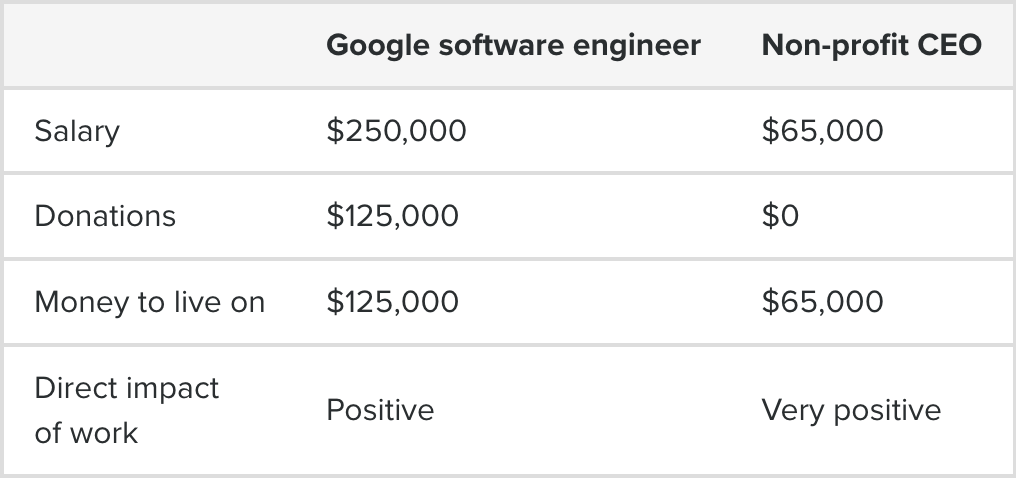 Google software engineer Non-profit CEO
Salary $250,000 $65,000
Donations $125,000 $0
Money to live on $125,000 $65,000
Direct impact
of work Positive Very positive